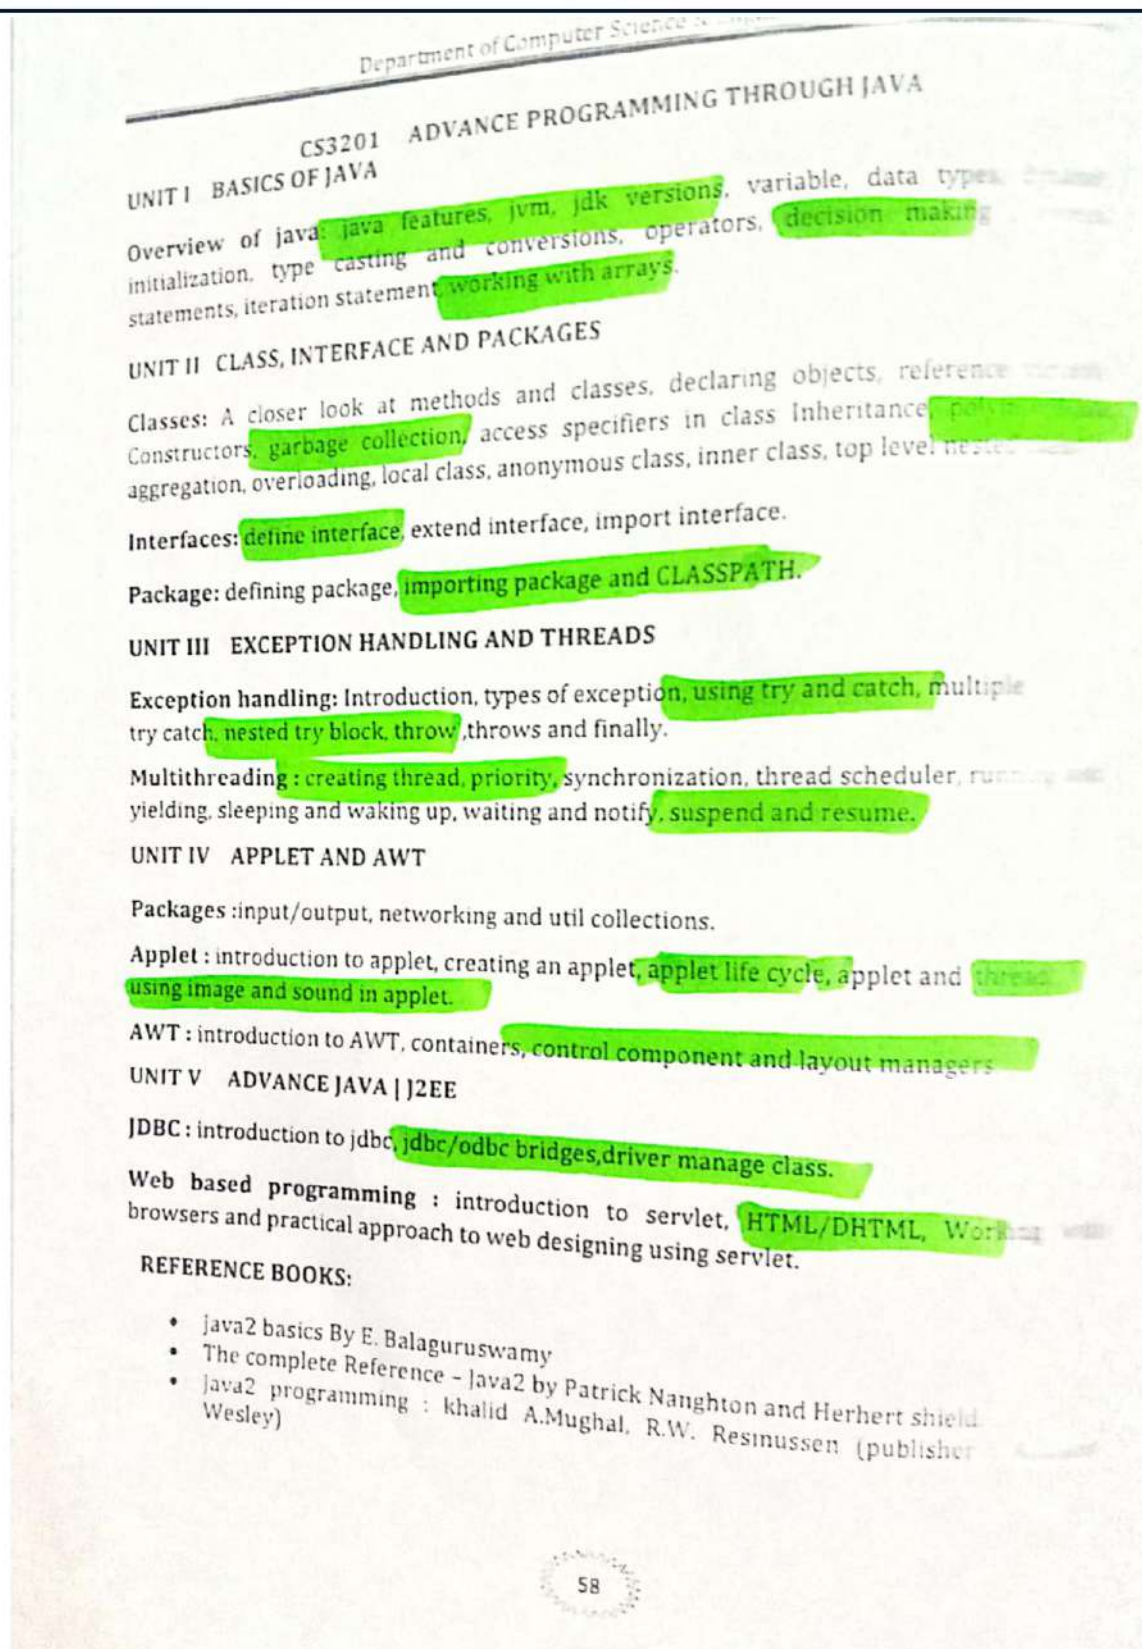 Department of Computer Science &
CS3201 ADVANCE PROGRAMMING THROUGH JAVA
UNIT I BASICS OF JAVA
Overview of java: java features, jvm, jdk versions, variable, data types,
initialization, type casting and conversions, operators, decision making
statements, iteration statement, working with arrays.
UNIT II CLASS, INTERFACE AND PACKAGES
Classes: A closer look at methods and classes, declaring objects, reference
Constructors, garbage collection, access specifiers in class Inheritance,
aggregation, overloading, local class, anonymous class, inner class, top level nested
Interfaces: define interface, extend interface, import interface.
Package: defining package, importing package and CLASSPATH.
UNIT III EXCEPTION HANDLING AND THREADS
Exception handling: Introduction, types of exception, using try and catch, multiple
try catch, nested try block, throw ,throws and finally.
Multithreading : creating thread, priority, synchronization, thread scheduler,
yielding, sleeping and waking up, waiting and notify, suspend and resume.
UNIT IV APPLET AND AWT
Packages :input/output, networking and util collections.
Applet : introduction to applet, creating an applet, applet life cycle, applet and thread
using image and sound in applet.
AWT : introduction to AWT, containers, control component and layout managers
UNIT V ADVANCE JAVA | J2EE
JDBC : introduction to jdbc, jdbc/odbc bridges,driver manage class.
Web based programming : introduction to servlet, HTML/DHTML, Working with
browsers and practical approach to web designing using servlet.
REFERENCE BOOKS:
• java2 basics By E. Balaguruswamy
• The complete Reference – Java2 by Patrick Nanghton and Herhert shield
• Java2 programming : khalid A.Mughal, R.W. Resmussen (publisher
Wesley)
58